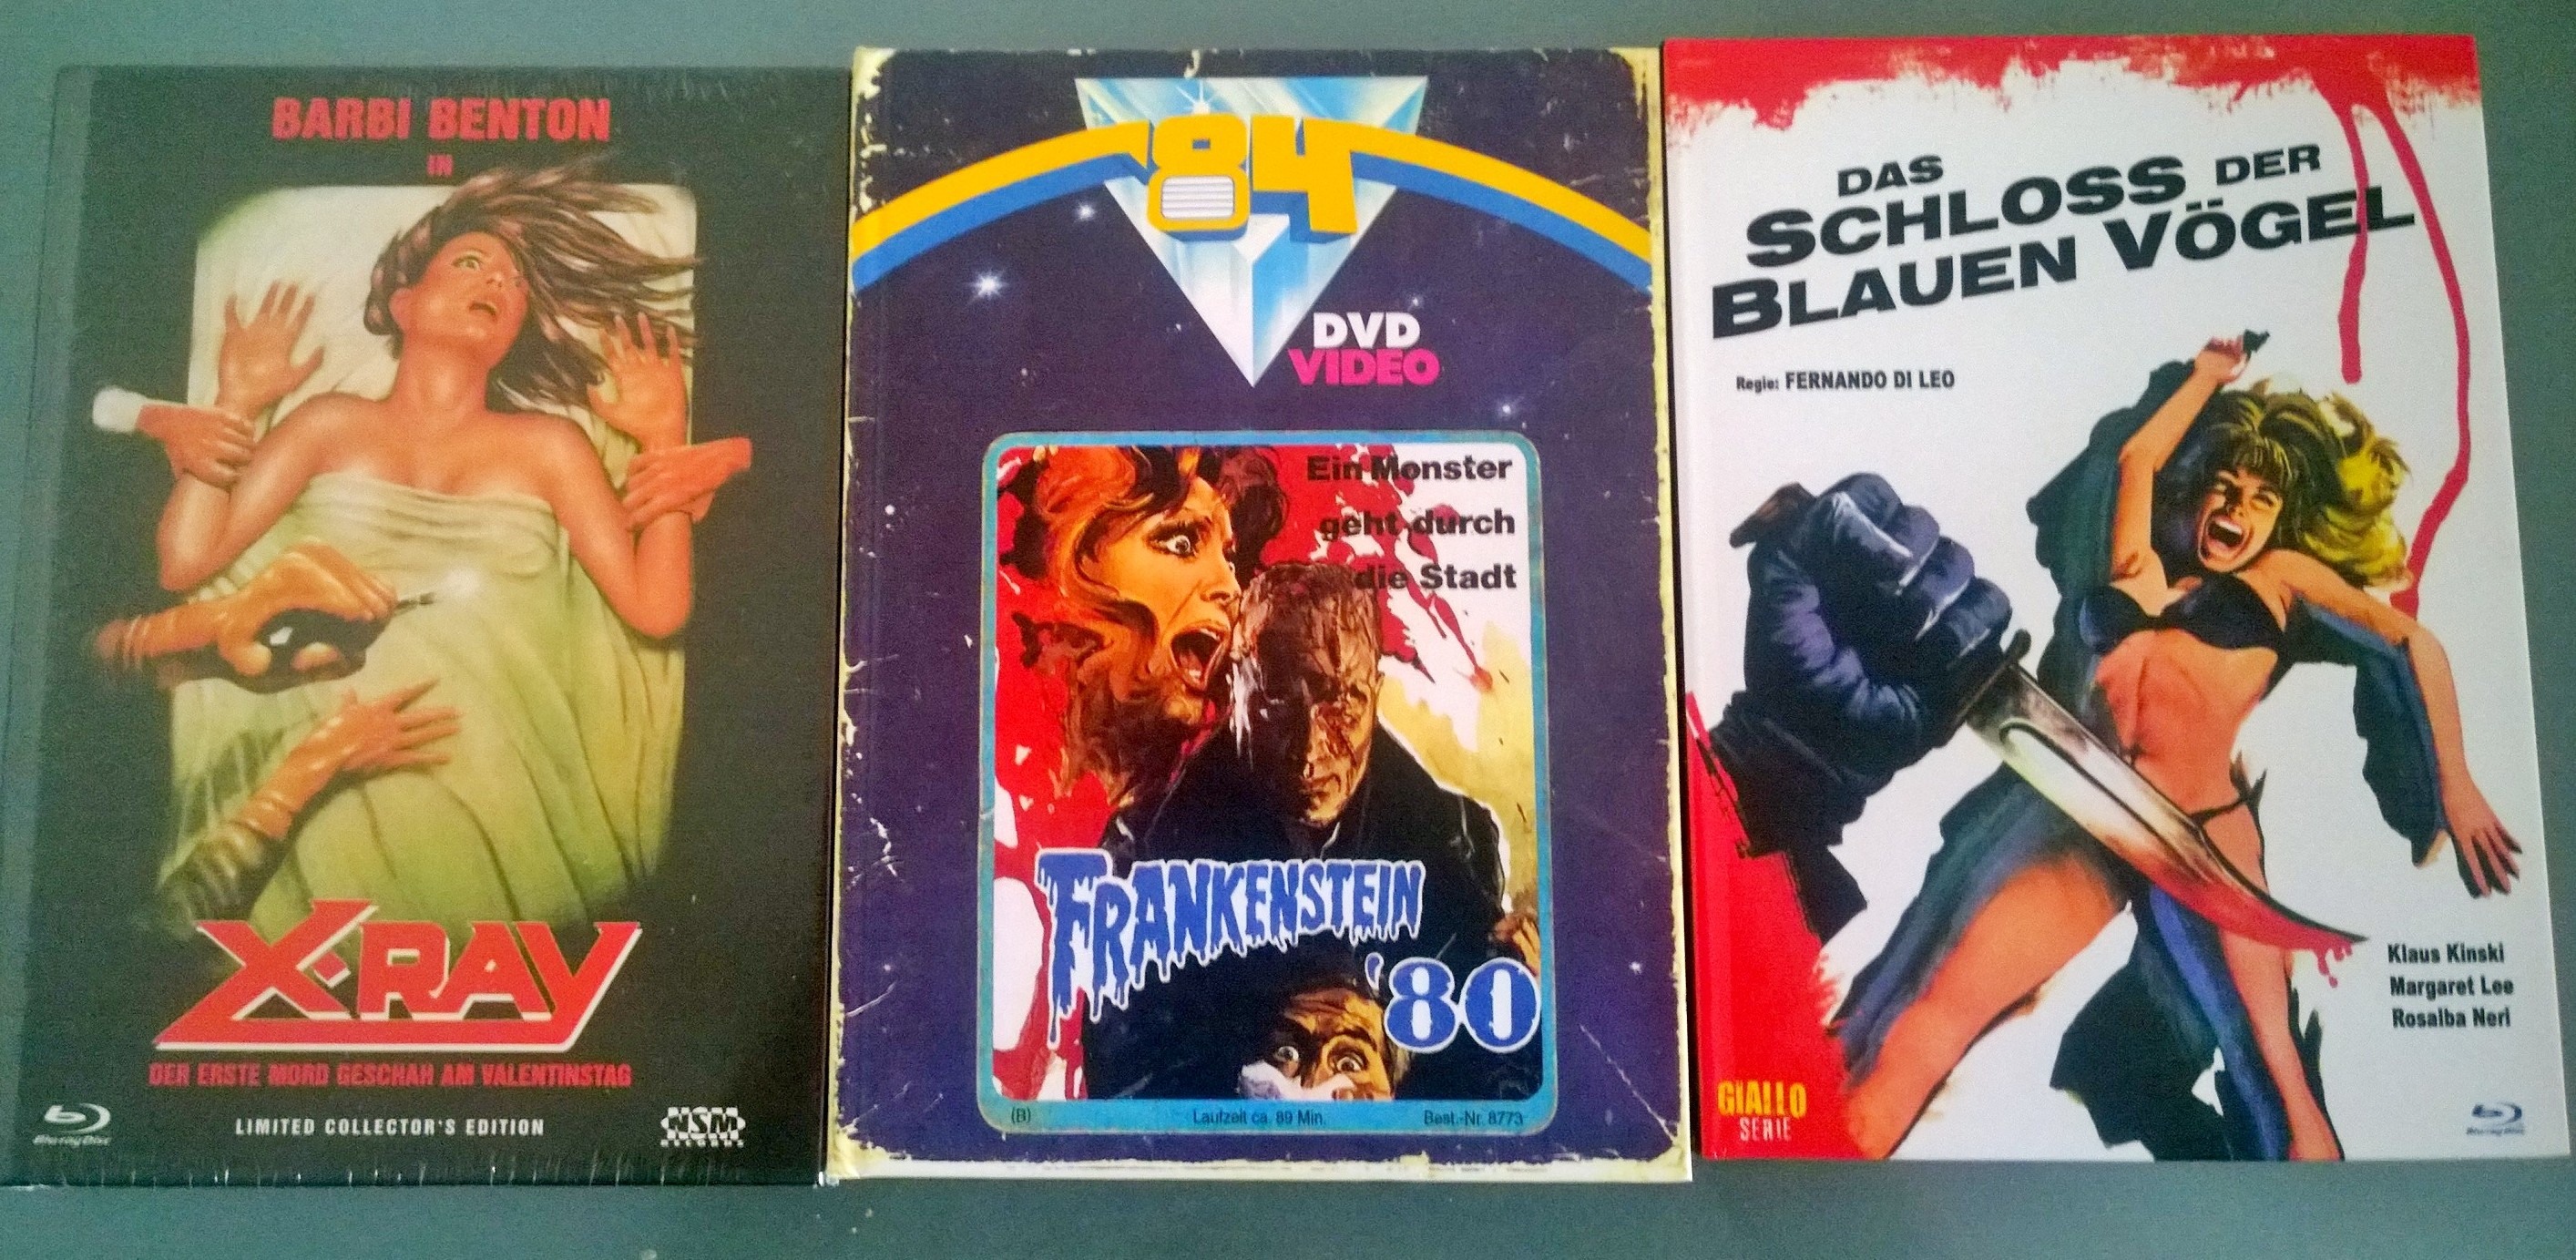 BARBI BENTON
IN
X-RAY
DER ERSTE MORD GESCHAH AM VALENTINSTAG
Blu-ray Disc
LIMITED COLLECTOR'S EDITION
NSM
RECORDS
84
DVD
VIDEO
Ein Monster
geht durch
die Stadt
FRANKENSTEIN
'80
(B)
Laufzeit ca. 89 Min.
Best.-Nr. 8773
DAS
SCHLOSS DER
BLAUEN VÖGEL
Regie: FERNANDO DI LEO
Klaus Kinski
Margaret Lee
Rosalba Neri
GIALLO
SERIE
Blu-ray Disc